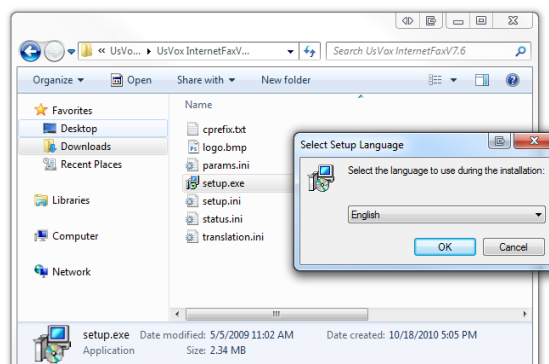 « UsVo... ▸ UsVox InternetFaxV...
Search UsVox InternetFaxV7.6
Organize ▼ Open Share with ▼ New folder
Favorites
Desktop
Downloads
Recent Places
Libraries
Computer
Network
Name
cprefix.txt
logo.bmp
params.ini
setup.exe
setup.ini
status.ini
translation.ini
Select Setup Language
Select the language to use during the installation:
English
OK Cancel
setup.exe Date modified: 5/5/2009 11:02 AM Date created: 10/18/2010 5:05 PM
Application Size: 2.34 MB